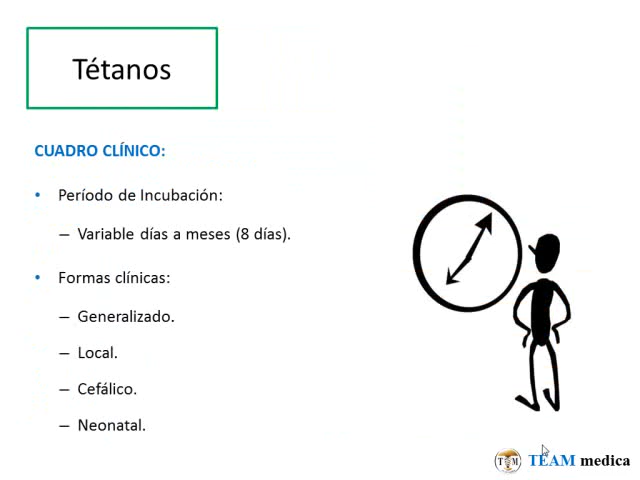 Tétanos
CUADRO CLÍNICO:
• Período de Incubación:
– Variable días a meses (8 días).
• Formas clínicas:
– Generalizado.
– Local.
– Cefálico.
– Neonatal.
TEAM medica